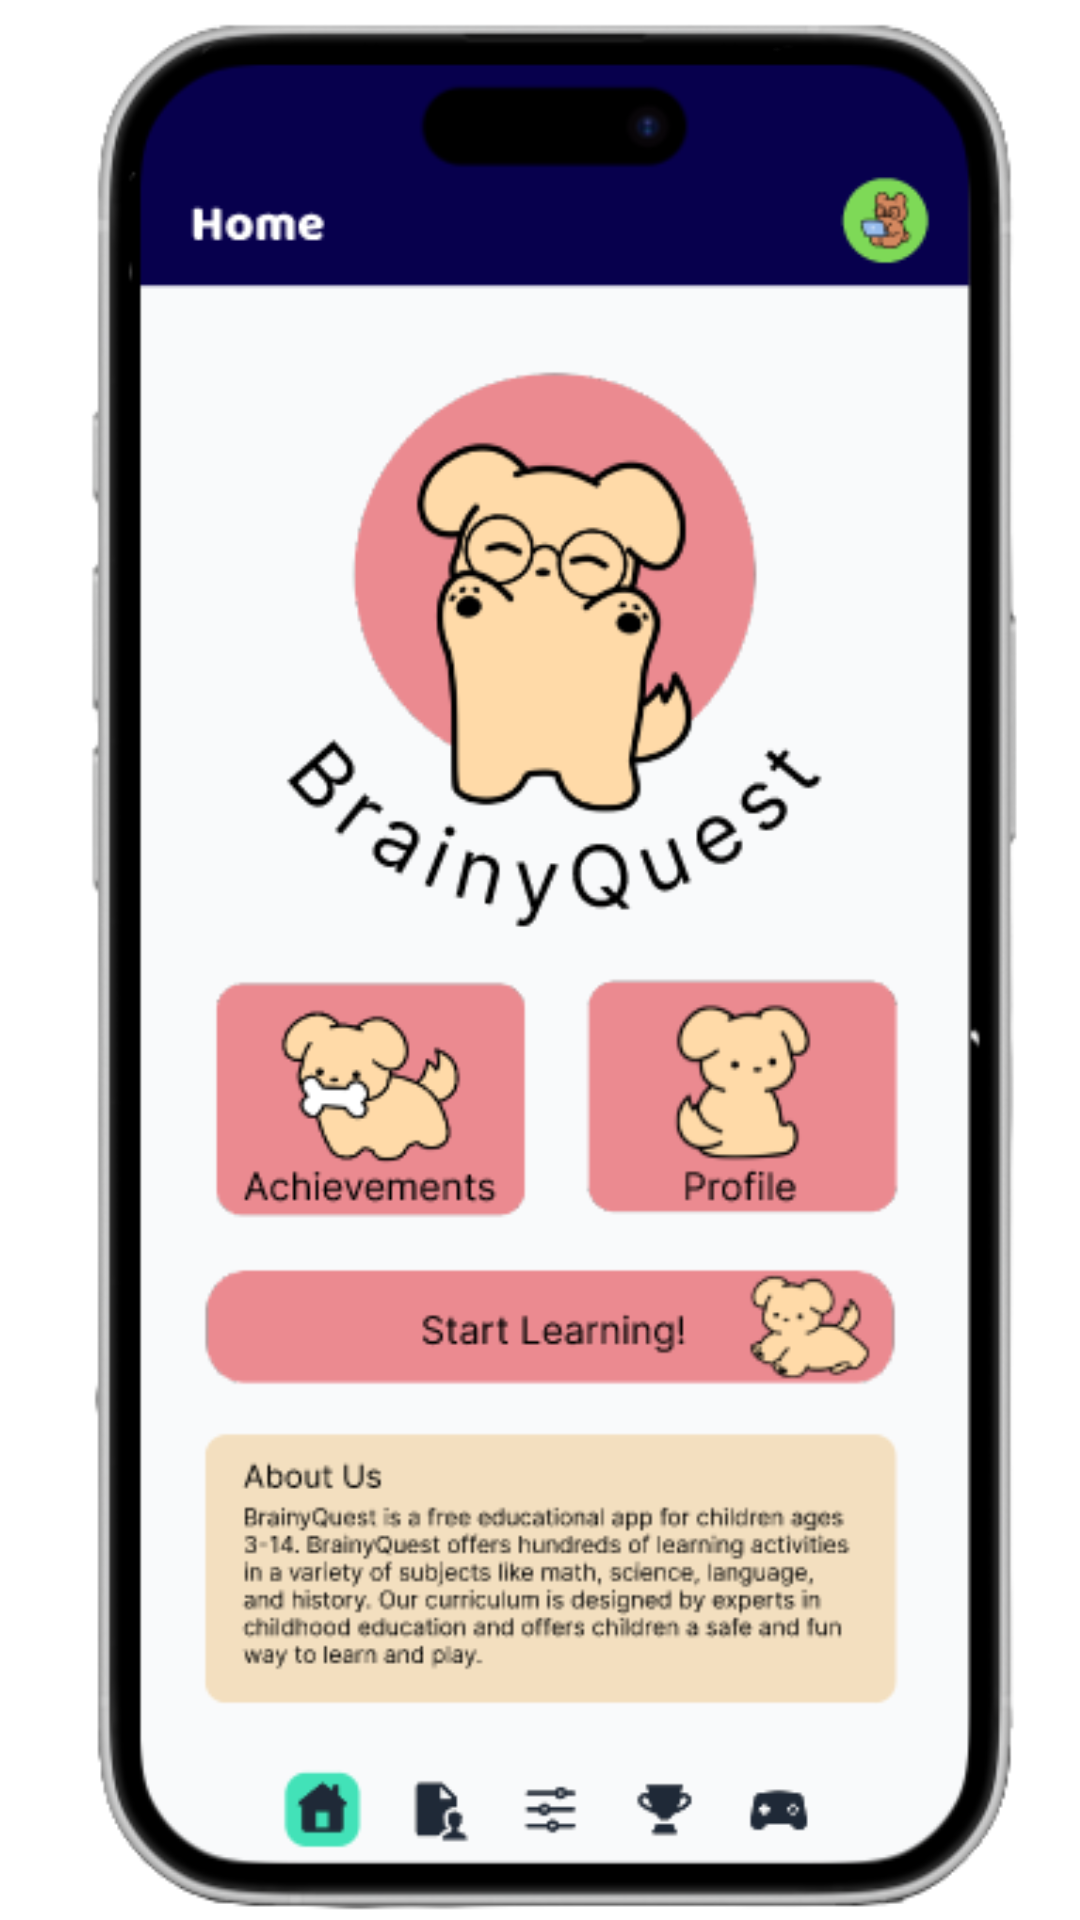 Home
BrainyQuest
Achievements
Profile
Start Learning!
About Us
BrainyQuest is a free educational app for children ages
3-14. BrainyQuest offers hundreds of learning activities
in a variety of subjects like math, science, language,
and history. Our curriculum is designed by experts in
childhood education and offers children a safe and fun
way to learn and play.